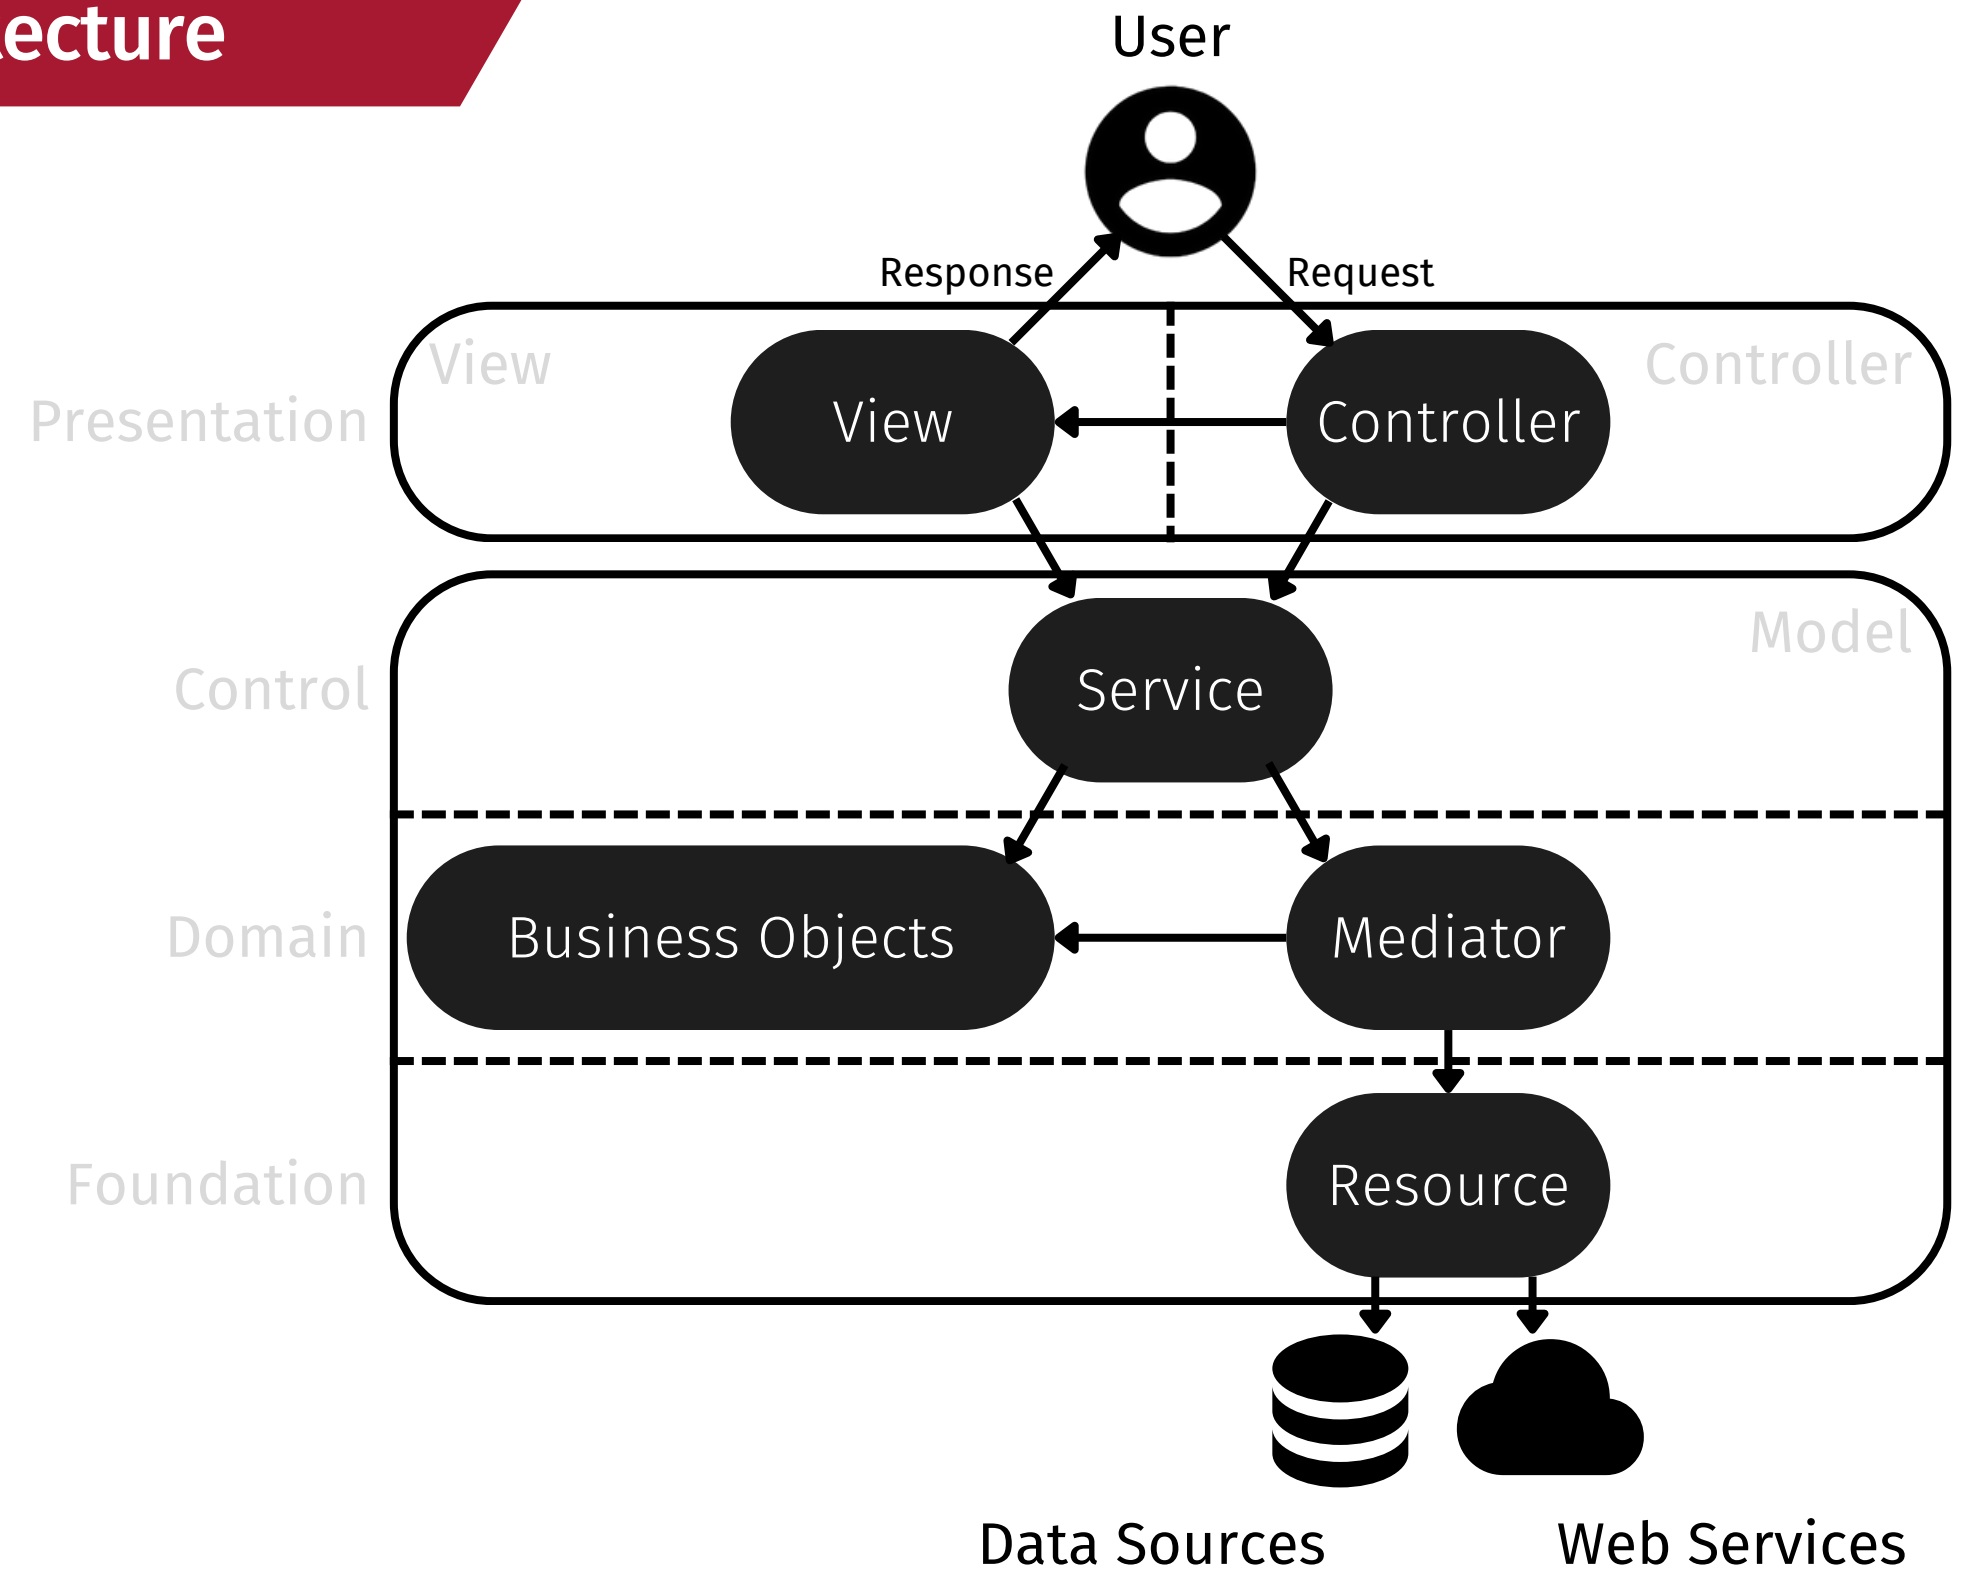 User
Response
Request
View
Controller
Presentation
View
Controller
Model
Control
Service
Domain
Business Objects
Mediator
Foundation
Resource
Data Sources
Web Services